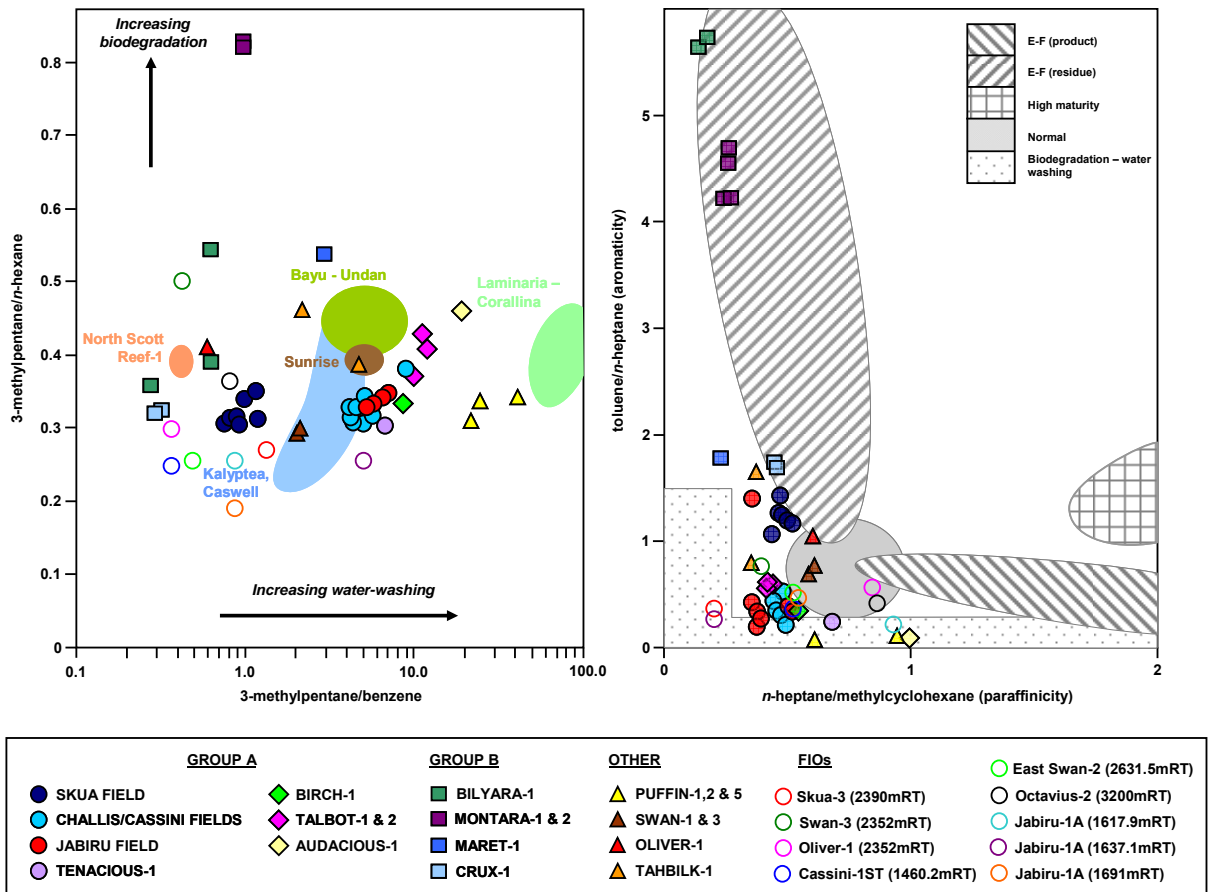 Increasing
biodegradation
0.8
0.7
0.6
0.5
0.4
0.3
0.2
0.1
0
3-methylpentane/n-hexane
Bayu - Undan
Laminaria –
Corallina
North Scott
Reef-1
Sunrise
Kalyptea,
Caswell
Increasing water-washing
0.1
1.0
10.0
100.0
3-methylpentane/benzene
E-F (product)
E-F (residue)
High maturity
Normal
Biodegradation – water
washing
5
4
3
2
1
0
toluene/n-heptane (aromaticity)
0
1
2
n-heptane/methylcyclohexane (paraffinicity)
GROUP A
SKUA FIELD
CHALLIS/CASSINI FIELDS
JABIRU FIELD
TENACIOUS-1
BIRCH-1
TALBOT-1 & 2
AUDACIOUS-1
GROUP B
BILYARA-1
MONTARA-1 & 2
MARET-1
CRUX-1
OTHER
PUFFIN-1,2 & 5
SWAN-1 & 3
OLIVER-1
TAHBILK-1
FIOs
Skua-3 (2390mRT)
Swan-3 (2352mRT)
Oliver-1 (2352mRT)
Cassini-1ST (1460.2mRT)
East Swan-2 (2631.5mRT)
Octavius-2 (3200mRT)
Jabiru-1A (1617.9mRT)
Jabiru-1A (1637.1mRT)
Jabiru-1A (1691mRT)